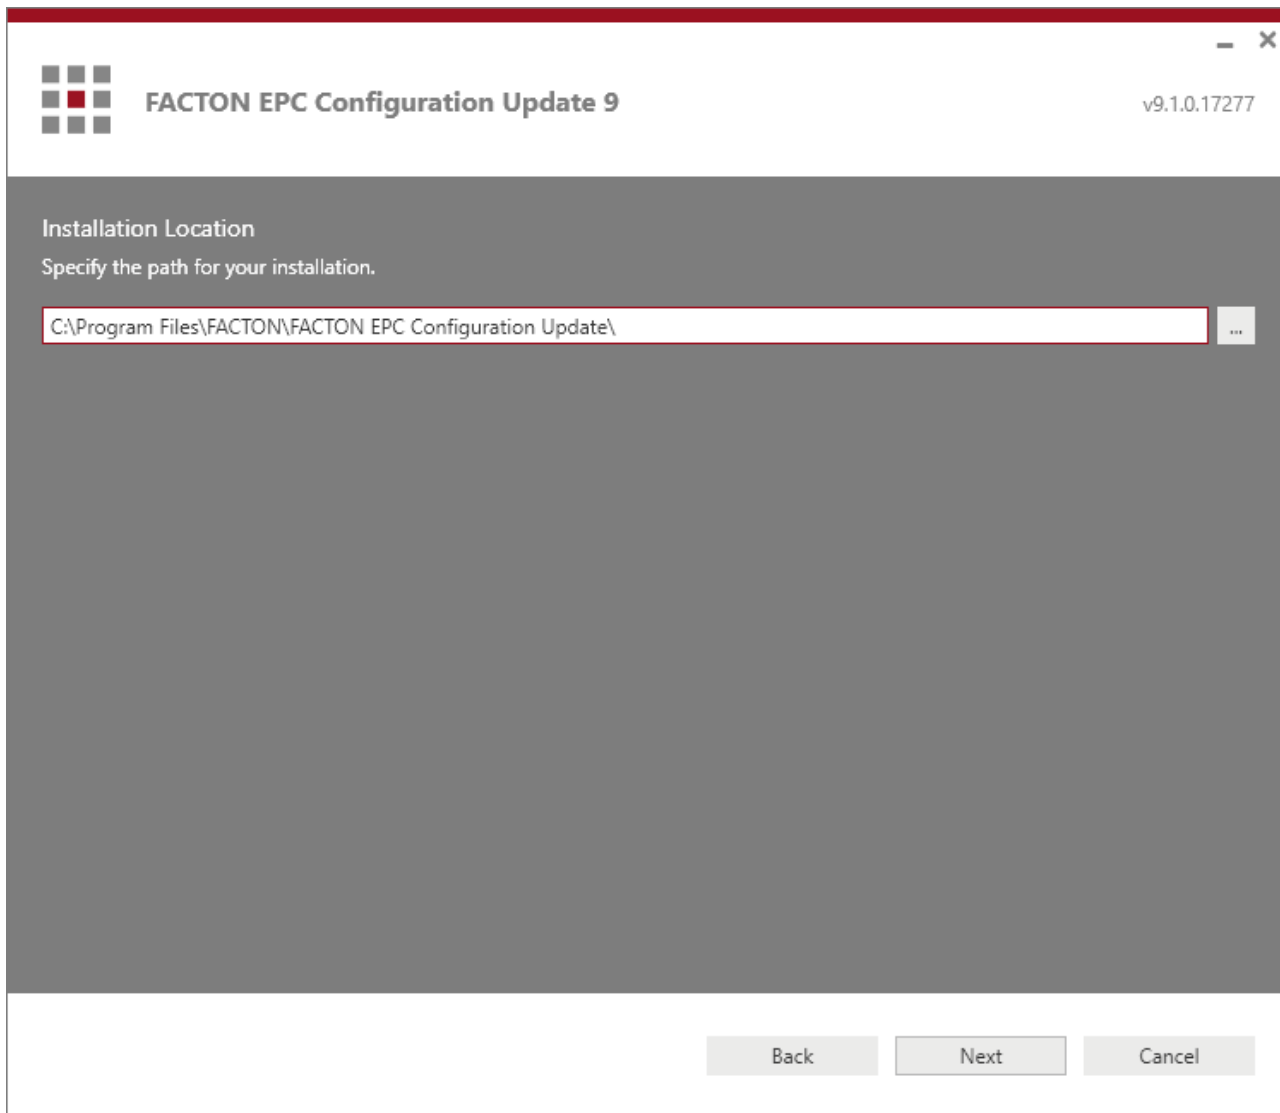 FACTON EPC Configuration Update 9
v9.1.0.17277
Installation Location
Specify the path for your installation.
C:\Program Files\FACTON\FACTON EPC Configuration Update\
...
Back
Next
Cancel